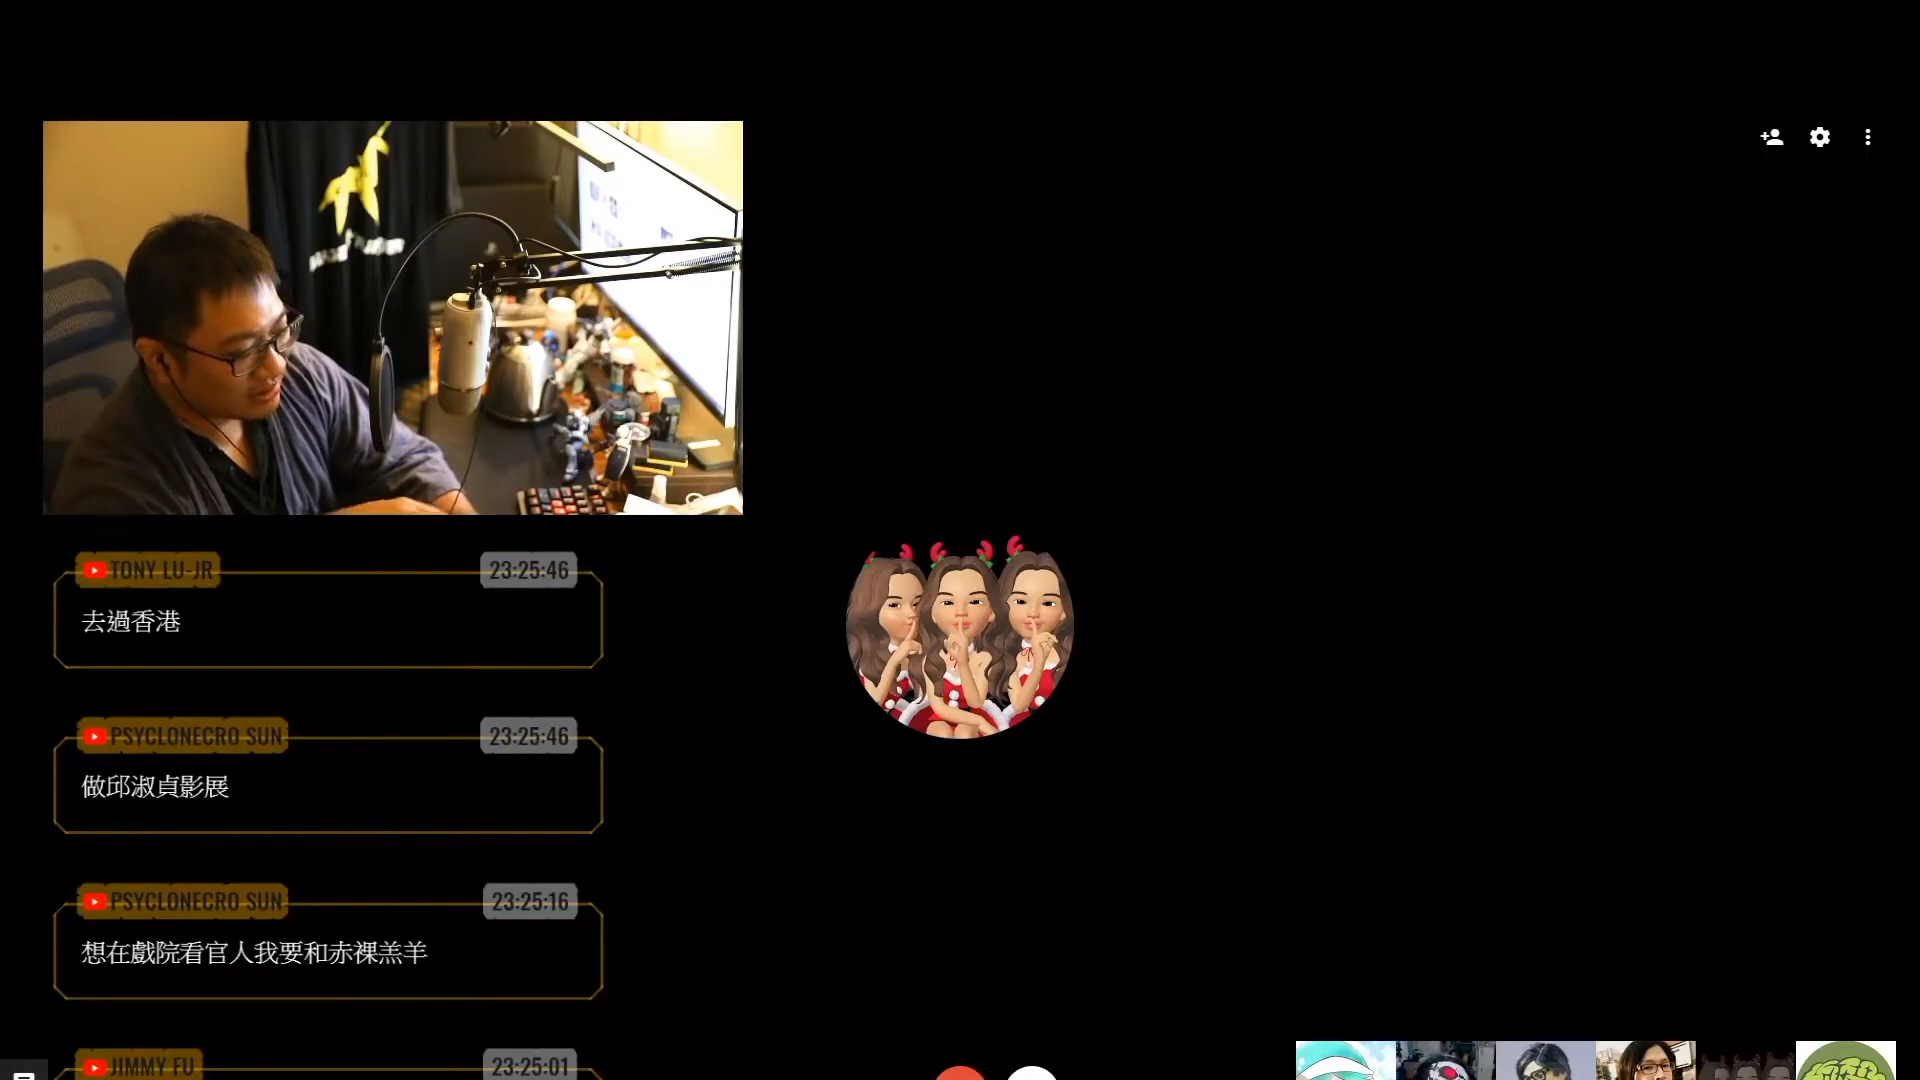 TONY LU-JR 23:25:46
去過香港
PSYCLONECRO SUN 23:25:46
做邱淑貞影展
PSYCLONECRO SUN 23:25:16
想在戲院看官人我要和赤裸羔羊
JIMMY FU 23:25:01